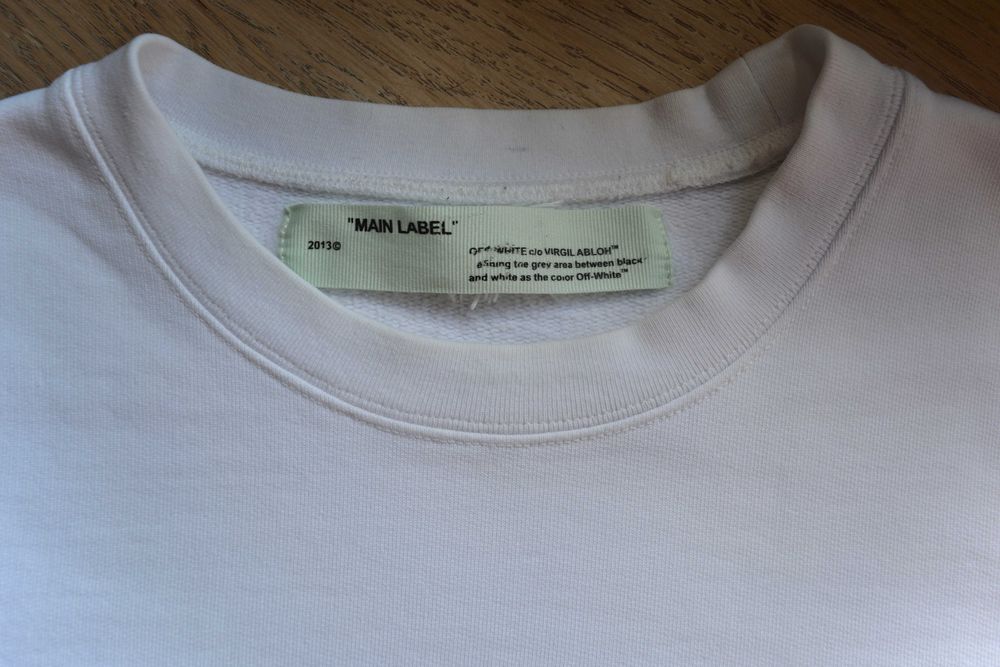 "MAIN LABEL"
2013©
OFF-WHITE c/o VIRGIL ABLOH™
the grey area between black
and white as the color Off-White™